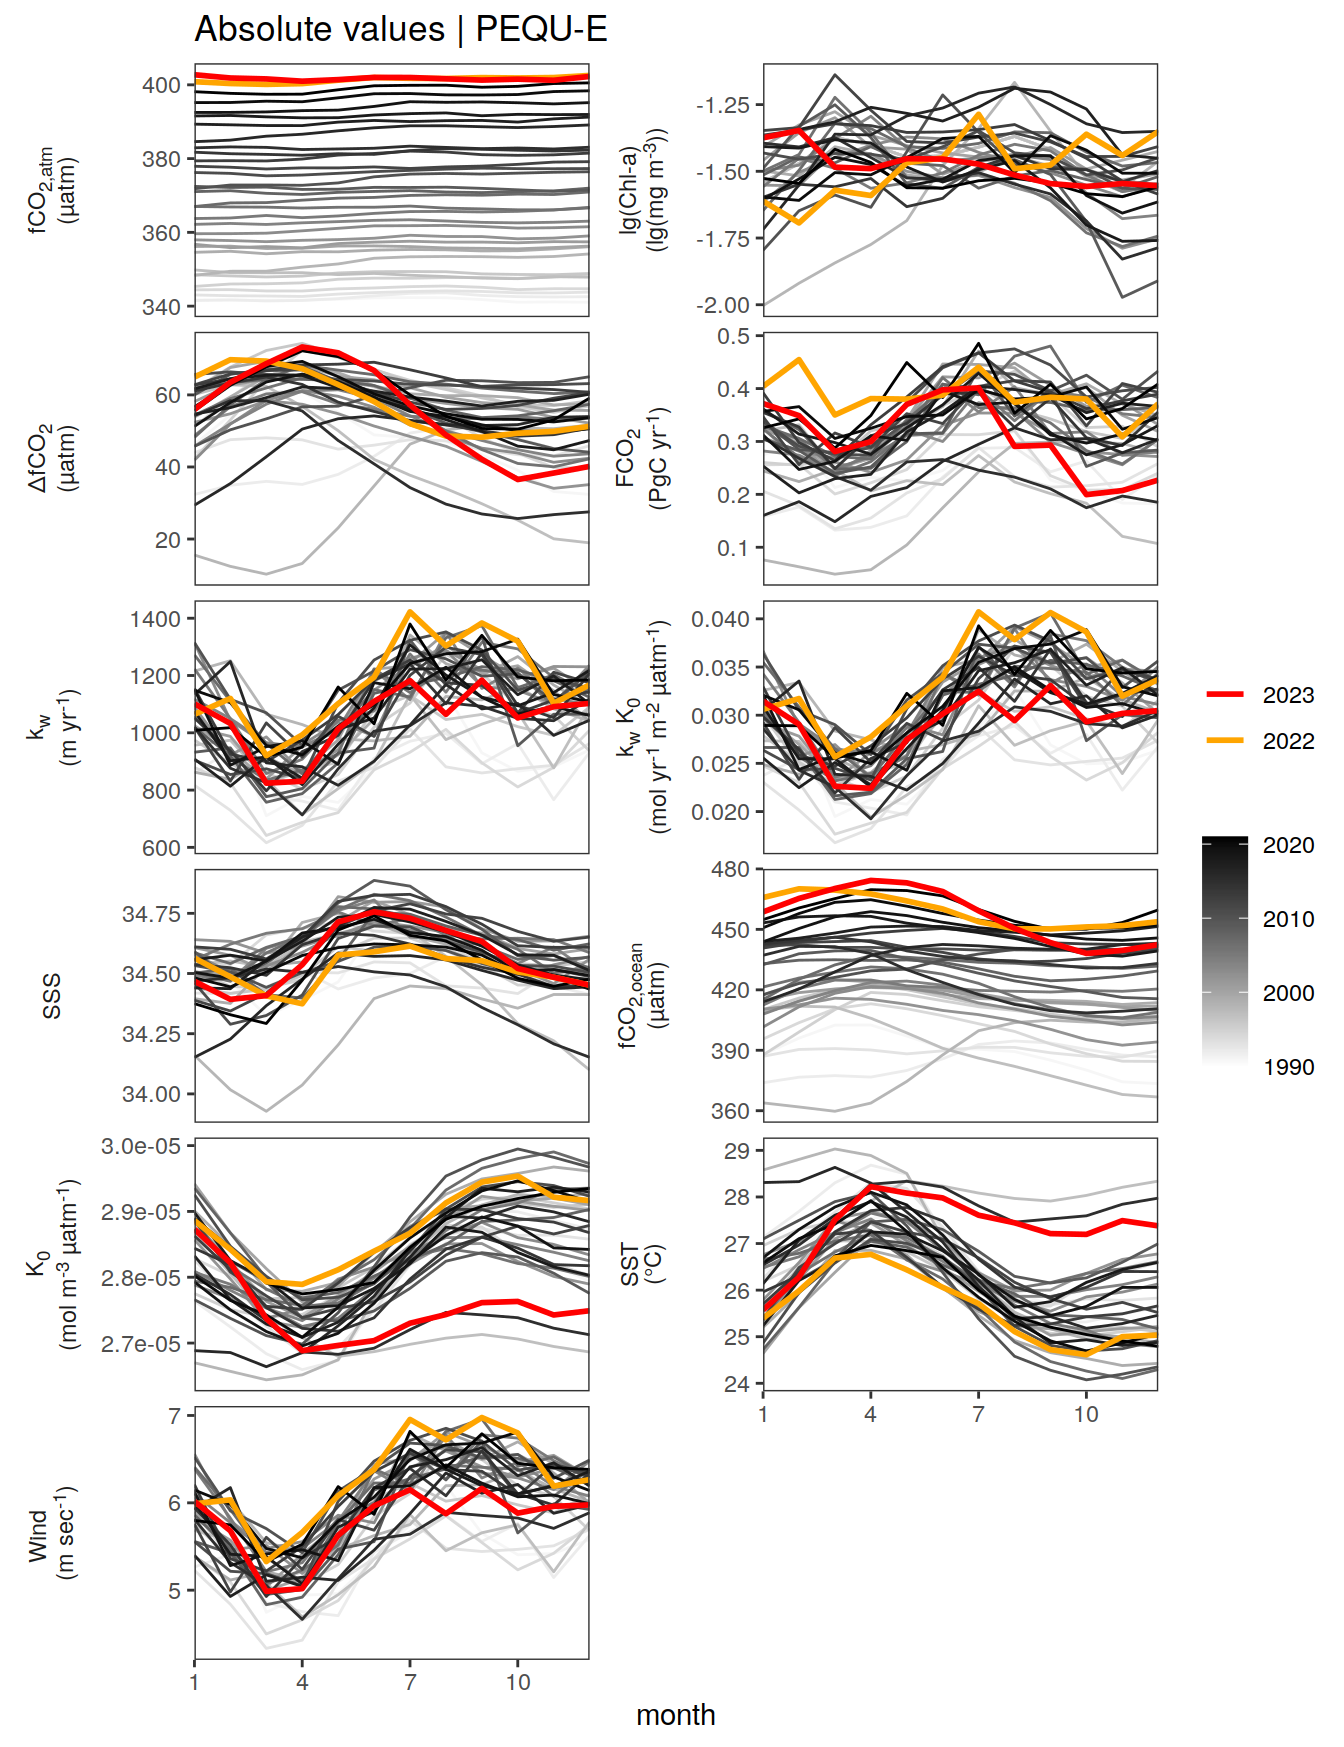 Absolute values | PEQU-E
fCO2,atm
(µatm)
400
380
360
340
lg(Chl-a)
(lg(mg m-3))
-1.25
-1.50
-1.75
-2.00
ΔfCO2
(µatm)
60
40
20
FCO2
(PgC yr-1)
0.5
0.4
0.3
0.2
0.1
kw
(m yr-1)
1400
1200
1000
800
600
kw K0
(mol yr-1 m-2 µatm-1)
0.040
0.035
0.030
0.025
0.020
SSS
34.75
34.50
34.25
34.00
fCO2,ocean
(µatm)
480
450
420
390
360
K0
(mol m-3 µatm-1)
3.0e-05
2.9e-05
2.8e-05
2.7e-05
SST
(°C)
29
28
27
26
25
24
1 4 7 10
Wind
(m sec-1)
7
6
5
1 4 7 10
month
2023
2022
2020
2010
2000
1990